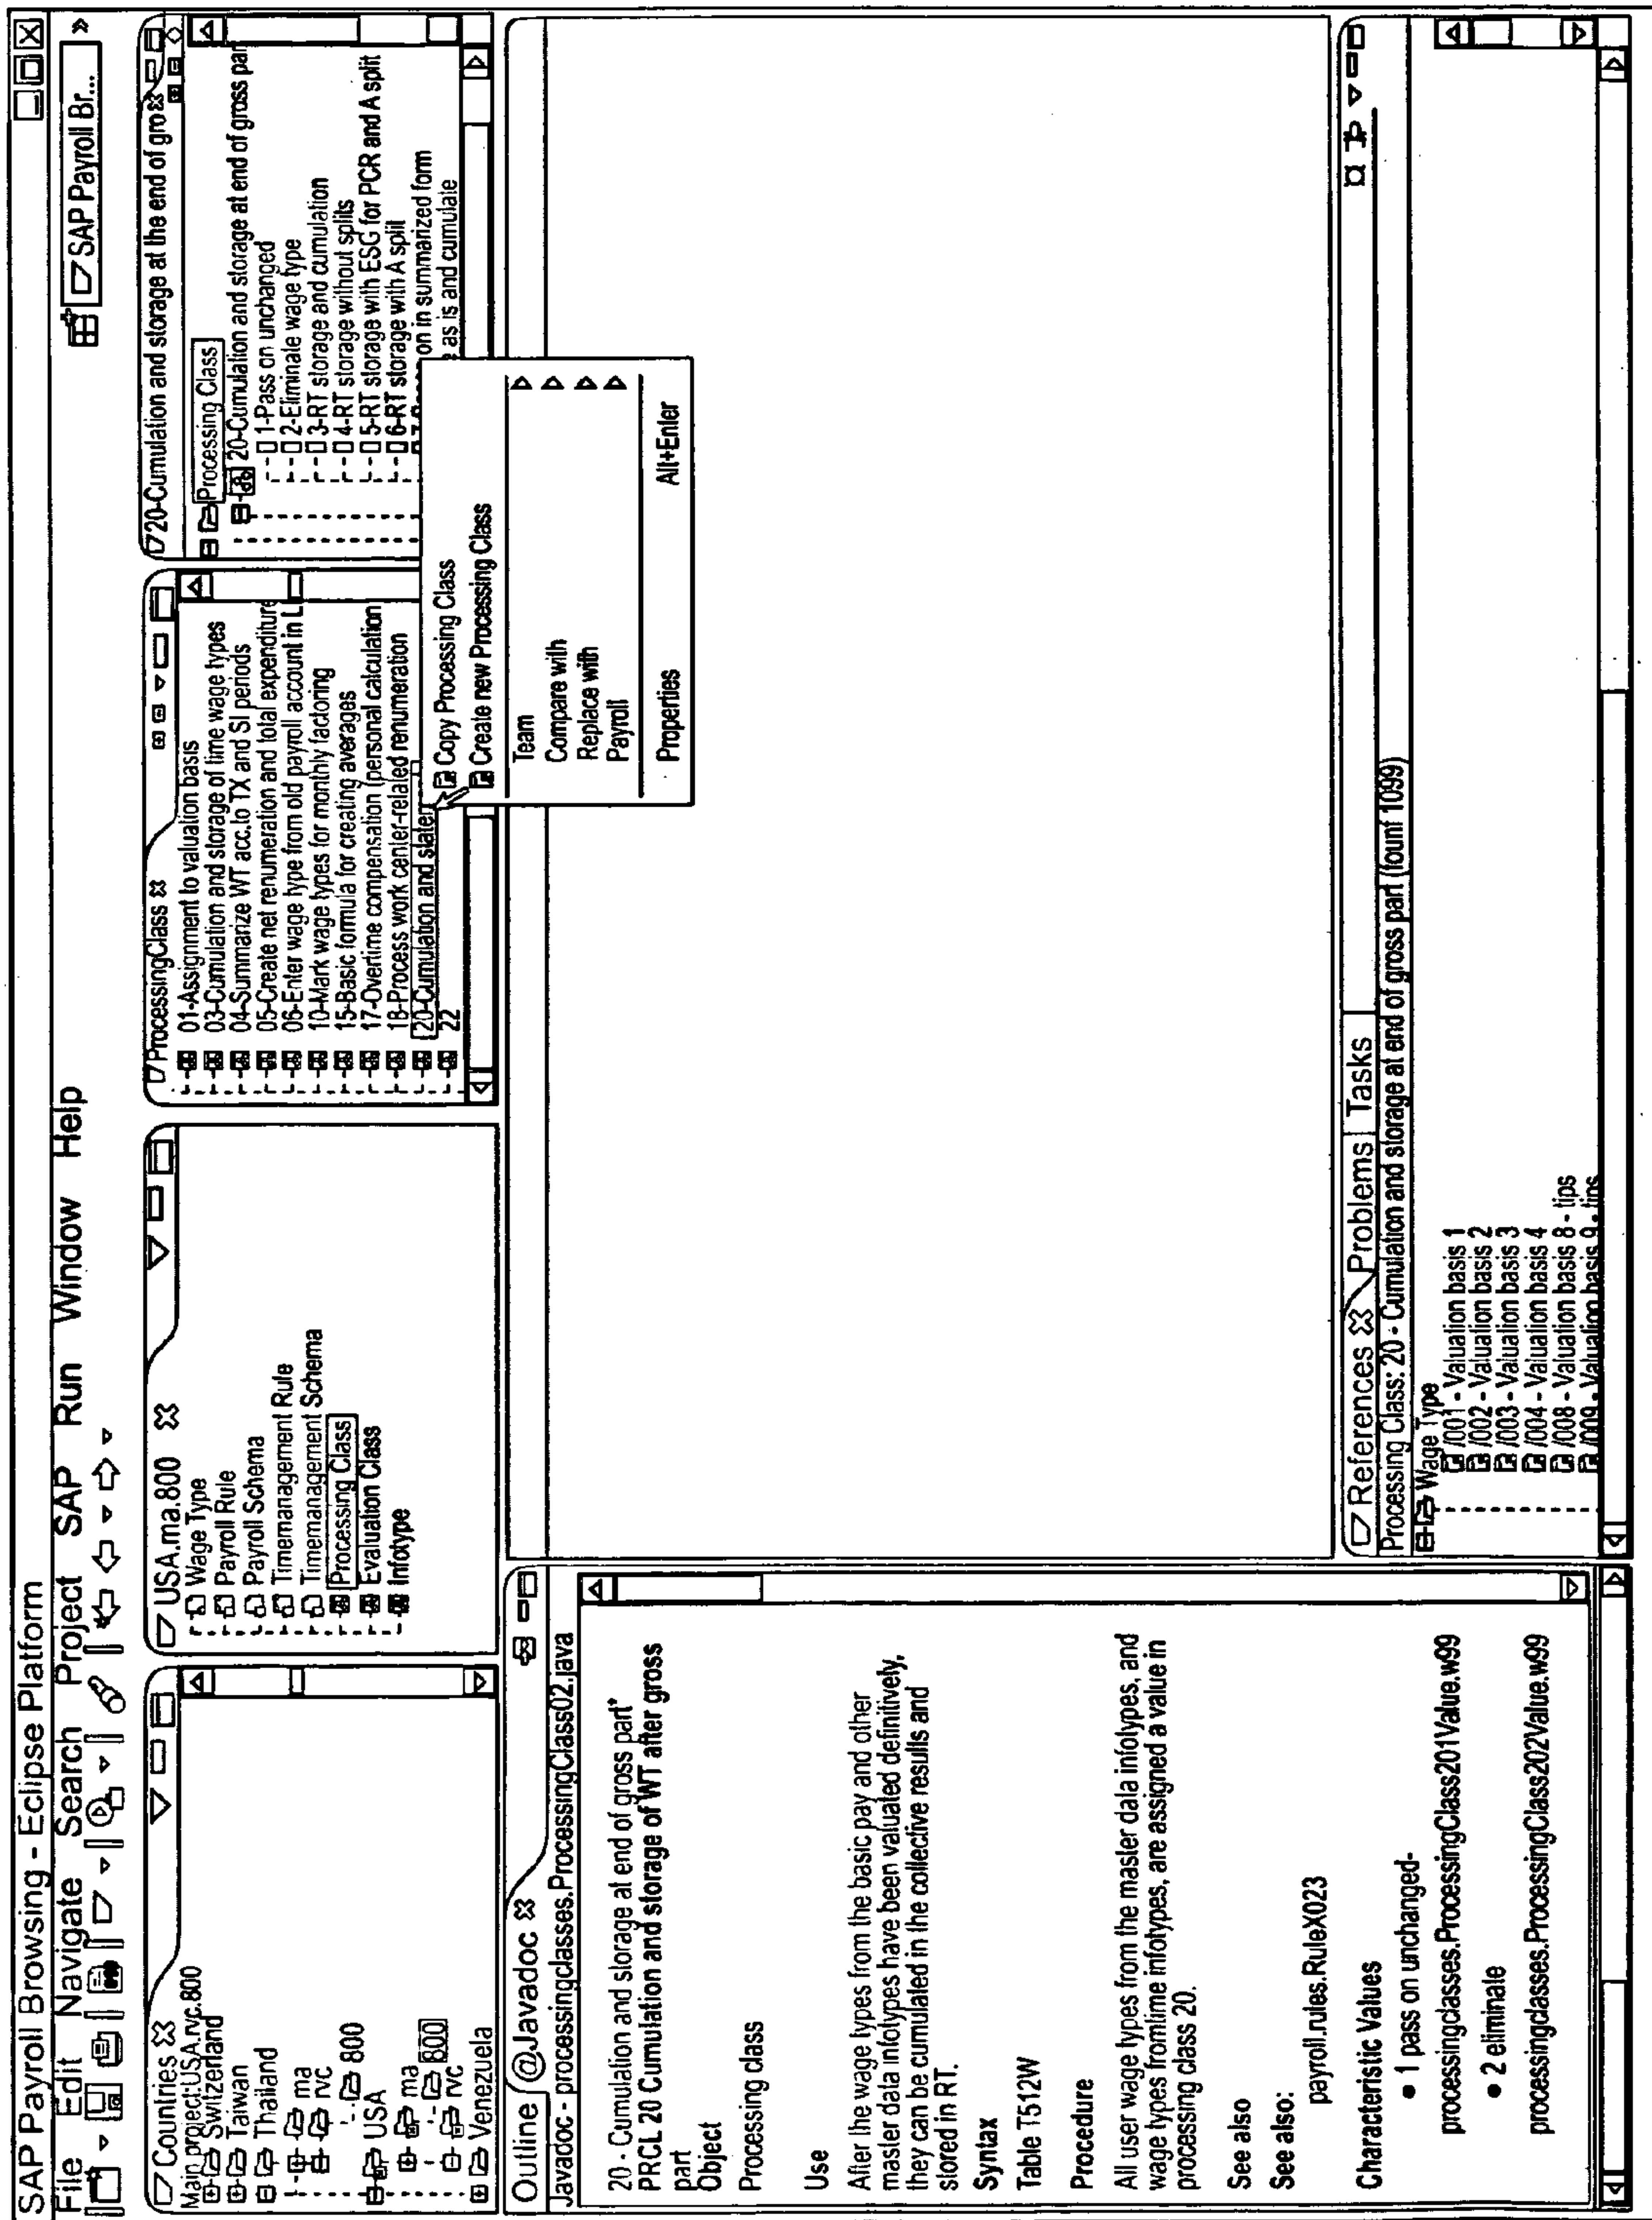 SAP Payroll Browsing - Eclipse Platform
File Edit Navigate Search Project SAP Run Window Help
SAP Payroll Br... »
Countries
Main project:USA.rvc.800
Switzerland
Taiwan
Thailand
ma
rvc
800
USA
ma
800
rvc
Venezuela
USA.ma.800
Wage Type
Payroll Rule
Payroll Schema
Timemanagement Rule
Timemanagement Schema
Processing Class
Evaluation Class
Infotype
ProcessingClass
01-Assignment to valuation basis
03-Cumulation and storage of time wage types
04-Summarize WT acc.to TX and SI periods
05-Create net renumeration and total expenditure
06-Enter wage type from old payroll account in L
10-Mark wage types for monthly factoring
15-Basic formula for creating averages
17-Overtime compensation (personal calculation
18-Process work center-related renumeration
20-Cumulation and
22
20-Cumulation and storage at the end of gro
Processing Class
20-Cumulation and storage at end of gross par
1-Pass on unchanged
2-Eliminate wage type
3-RT storage and cumulation
4-RT storage without splits
5-RT storage with ESG for PCR and A split
6-RT storage with A split
on in summarized form
as is and cumulate
Copy Processing Class
Create new Processing Class
Team
Compare with
Replace with
Payroll
Properties Alt+Enter
Outline @Javadoc
Javadoc - processingclasses.ProcessingClass02.java
20 - Cumulation and storage at end of gross part*
PRCL 20 Cumulation and storage of WT after gross
part
Object
Processing class
Use
After the wage types from the basic pay and other
master data infotypes have been valuated definitively,
they can be cumulated in the collective results and
stored in RT.
Syntax
Table T512W
Procedure
All user wage types from the master data infotypes, and
wage types fromtime infotypes, are assigned a value in
processing class 20.
See also
See also:
payroll.rules.RuleX023
Characteristic Values
• 1 pass on unchanged-
processingclasses.ProcessingClass201Value.w99
• 2 eliminate
processingclasses.ProcessingClass202Value.w99
References Problems Tasks
Processing Class: 20 - Cumulation and storage at end of gross part (fount 1099)
Wage Type
/001 - Valuation basis 1
/002 - Valuation basis 2
/003 - Valuation basis 3
/004 - Valuation basis 4
/008 - Valuation basis 8 - tips
/009 - Valuation basis 9 - tips